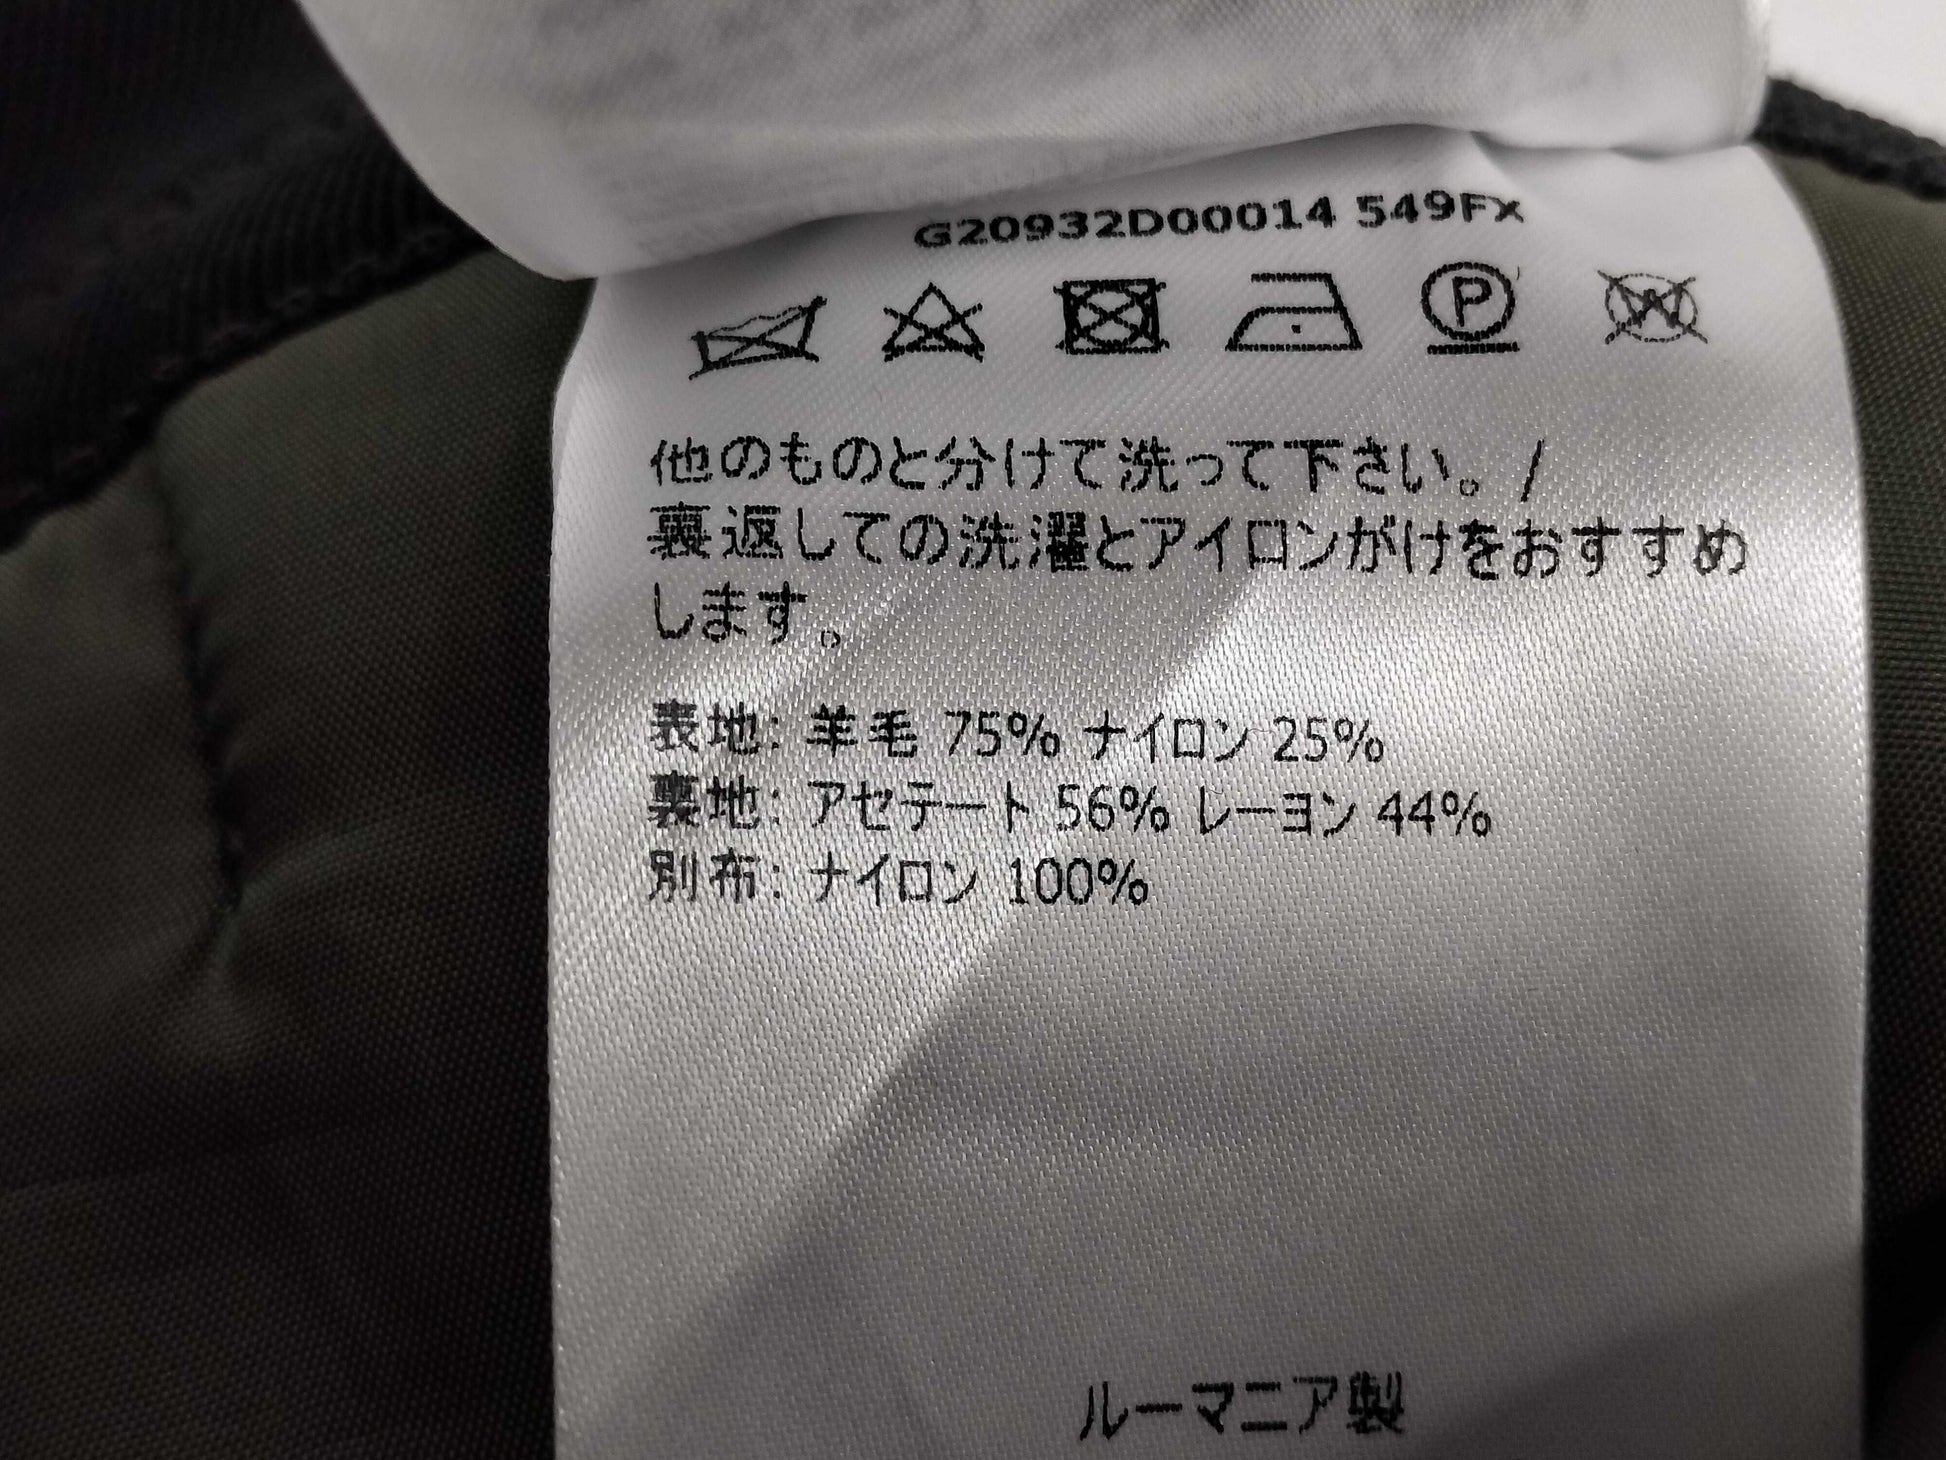 G20932D00014 549FX
P
W
他のものと分けて洗って下さい。/
裏返しての洗濯とアイロンがけをおすすめ
します。
表地: 羊毛 75% ナイロン 25%
裏地: アセテート 56% レーヨン 44%
別布: ナイロン 100%
ルーマニア製